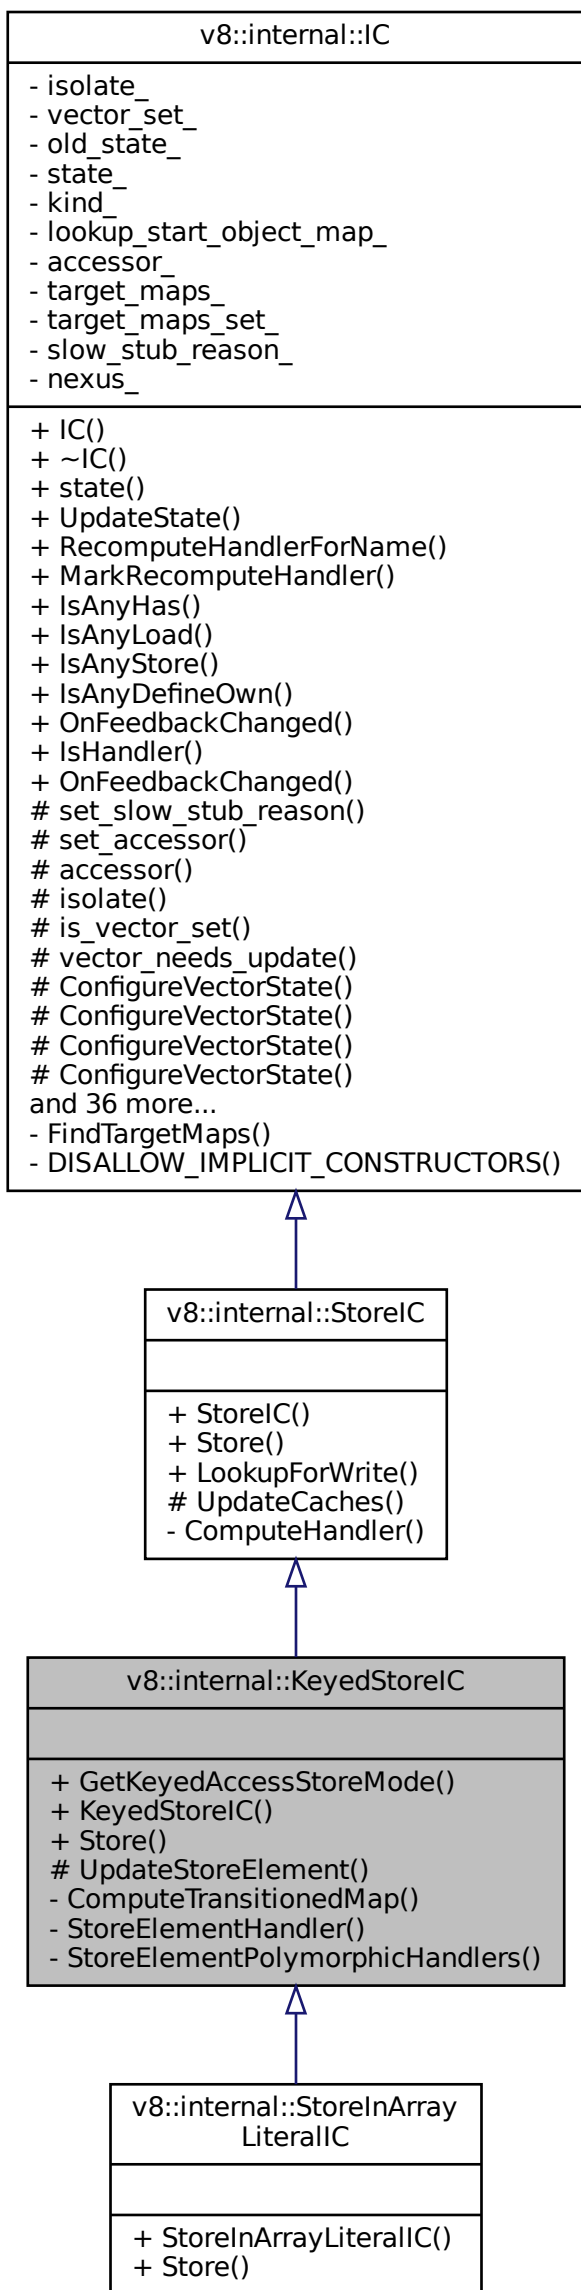 v8::internal::IC
- isolate_
- vector_set_
- old_state_
- state_
- kind_
- lookup_start_object_map_
- accessor_
- target_maps_
- target_maps_set_
- slow_stub_reason_
- nexus_
+ IC()
+ ~IC()
+ state()
+ UpdateState()
+ RecomputeHandlerForName()
+ MarkRecomputeHandler()
+ IsAnyHas()
+ IsAnyLoad()
+ IsAnyStore()
+ IsAnyDefineOwn()
+ OnFeedbackChanged()
+ IsHandler()
+ OnFeedbackChanged()
# set_slow_stub_reason()
# set_accessor()
# accessor()
# isolate()
# is_vector_set()
# vector_needs_update()
# ConfigureVectorState()
# ConfigureVectorState()
# ConfigureVectorState()
# ConfigureVectorState()
and 36 more...
- FindTargetMaps()
- DISALLOW_IMPLICIT_CONSTRUCTORS()
v8::internal::StoreIC
+ StoreIC()
+ Store()
+ LookupForWrite()
# UpdateCaches()
- ComputeHandler()
v8::internal::KeyedStoreIC
+ GetKeyedAccessStoreMode()
+ KeyedStoreIC()
+ Store()
# UpdateStoreElement()
- ComputeTransitionedMap()
- StoreElementHandler()
- StoreElementPolymorphicHandlers()
v8::internal::StoreInArray
LiteralIC
+ StoreInArrayLiteralIC()
+ Store()